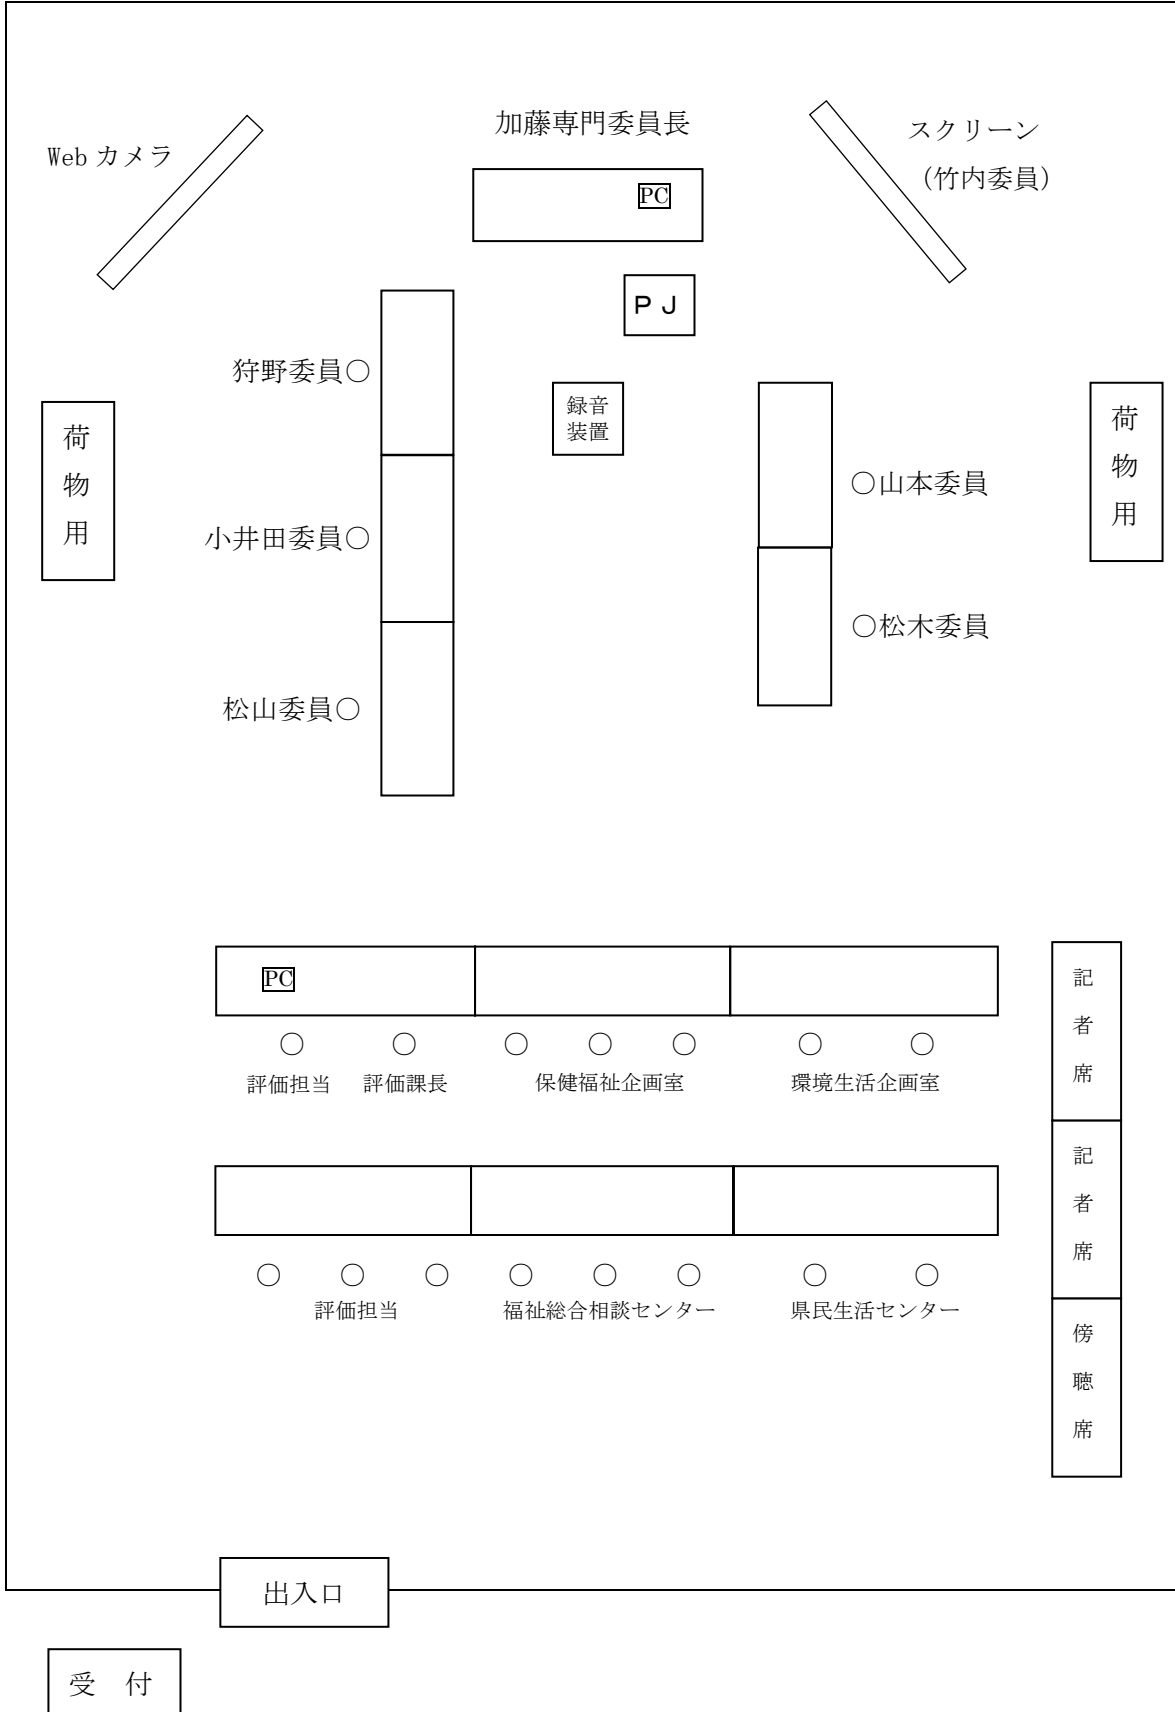 加藤専門委員長
スクリーン
（竹内委員）
Web カメラ
PC
ＰＪ
狩野委員○
録音
装置
荷物用
荷物用
○山本委員
小井田委員○
○松木委員
松山委員○
PC
記者席
○ ○ ○ ○ ○ ○ ○
評価担当 評価課長 保健福祉企画室 環境生活企画室
記者席
○ ○ ○ ○ ○ ○ ○ ○
評価担当 福祉総合相談センター 県民生活センター
傍聴席
出入口
受 付